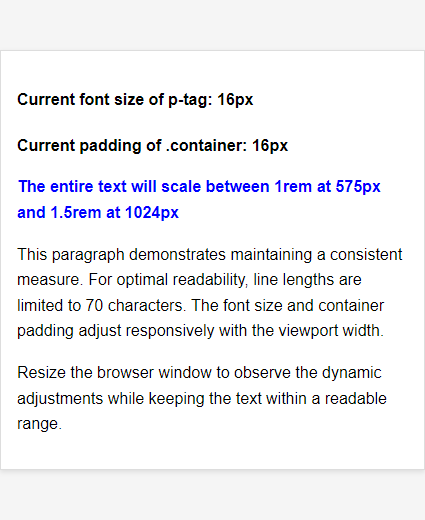 Current font size of p-tag: 16px
Current padding of .container: 16px
The entire text will scale between 1rem at 575px
and 1.5rem at 1024px
This paragraph demonstrates maintaining a consistent
measure. For optimal readability, line lengths are
limited to 70 characters. The font size and container
padding adjust responsively with the viewport width.
Resize the browser window to observe the dynamic
adjustments while keeping the text within a readable
range.